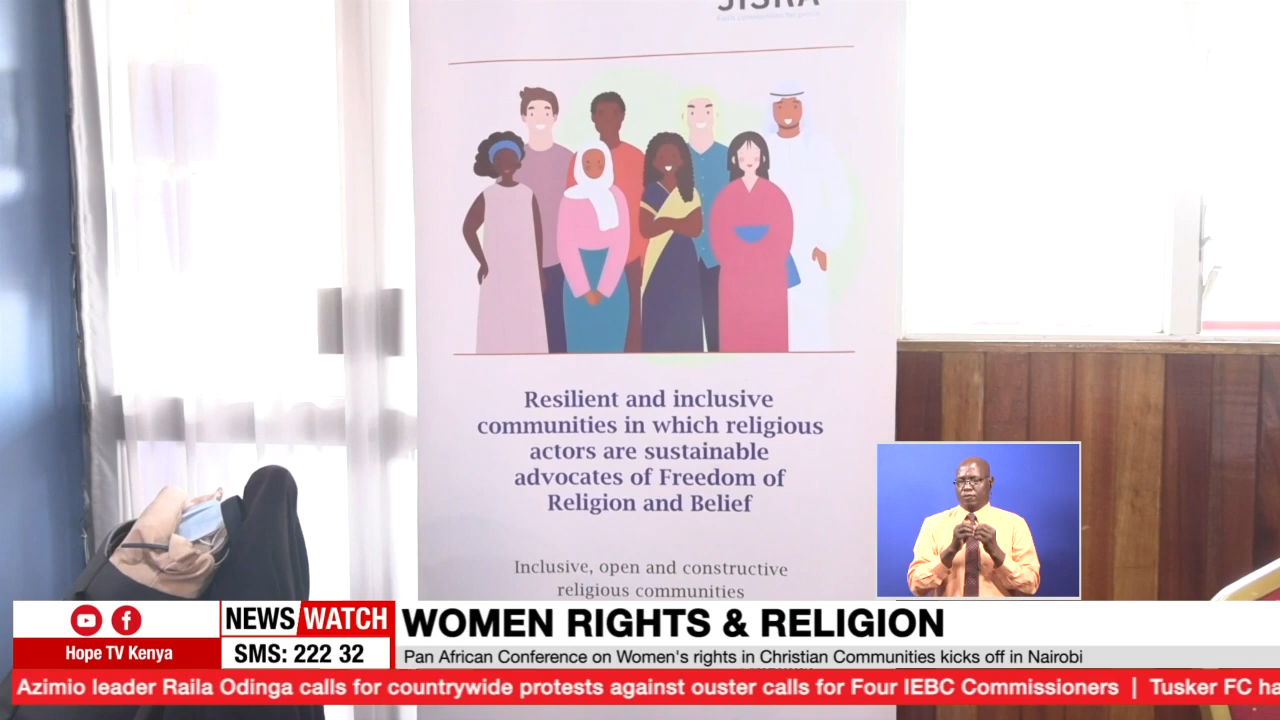 JISRA
Resilient and inclusive
communities in which religious
actors are sustainable
advocates of Freedom of
Religion and Belief
Inclusive, open and constructive
religious communities
NEWS WATCH
WOMEN RIGHTS & RELIGION
Hope TV Kenya
SMS: 222 32
Pan African Conference on Women's rights in Christian Communities kicks off in Nairobi
Azimio leader Raila Odinga calls for countrywide protests against ouster calls for Four IEBC Commissioners | Tusker FC ha